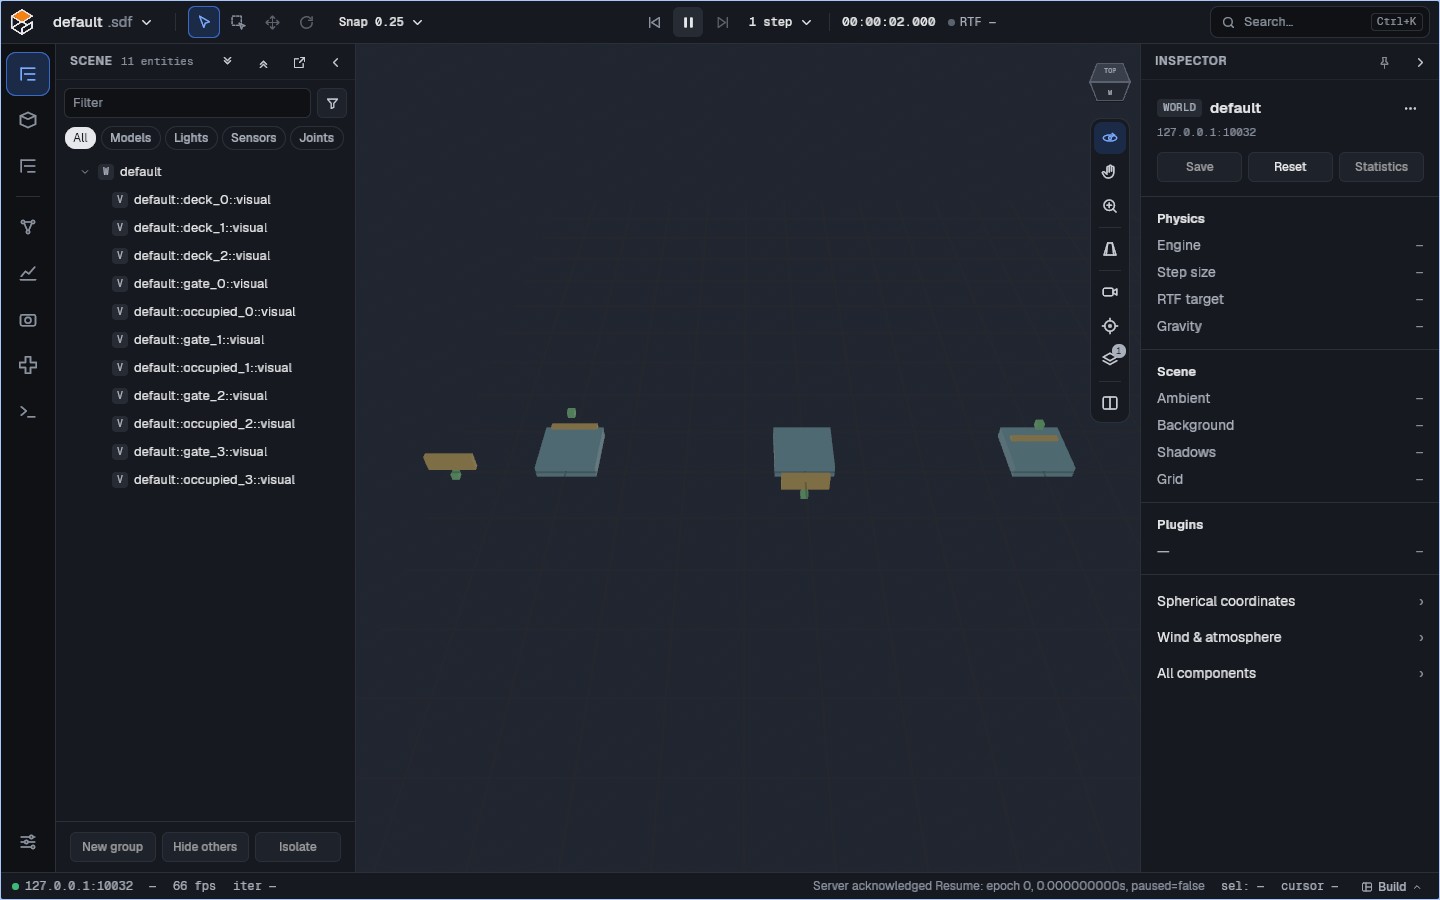 default .sdf
Snap 0.25
1 step
00:00:02.000
RTF –
Search...
Ctrl+K
SCENE 11 entities
Filter
All
Models
Lights
Sensors
Joints
W default
V default::deck_0::visual
V default::deck_1::visual
V default::deck_2::visual
V default::gate_0::visual
V default::occupied_0::visual
V default::gate_1::visual
V default::occupied_1::visual
V default::gate_2::visual
V default::occupied_2::visual
V default::gate_3::visual
V default::occupied_3::visual
New group
Hide others
Isolate
TOP
1
INSPECTOR
WORLD default
127.0.0.1:10032
Save
Reset
Statistics
Physics
Engine –
Step size –
RTF target –
Gravity –
Scene
Ambient –
Background –
Shadows –
Grid –
Plugins
— –
Spherical coordinates
Wind & atmosphere
All components
127.0.0.1:10032 – 66 fps iter –
Server acknowledged Resume: epoch 0, 0.000000000s, paused=false
sel: –
cursor –
Build